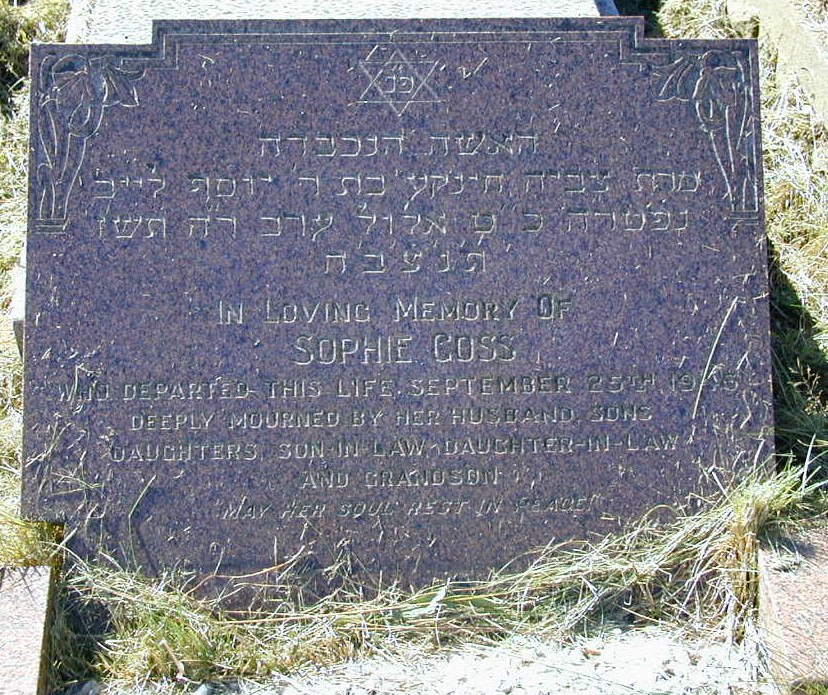 פנ
האשה הנכבדה
מרת צביה חינקע בת ר יוסף לייב
נפטרה כ"ט אלול ערב ר"ה תשו
ת נ צ ב ה
IN LOVING MEMORY OF
SOPHIE GOSS
WHO DEPARTED THIS LIFE SEPTEMBER 25TH
DEEPLY MOURNED BY HER HUSBAND, SONS
DAUGHTERS, SON-IN-LAW, DAUGHTER-IN-LAW
AND GRANDSON
"MAY HER SOUL REST IN PEACE"